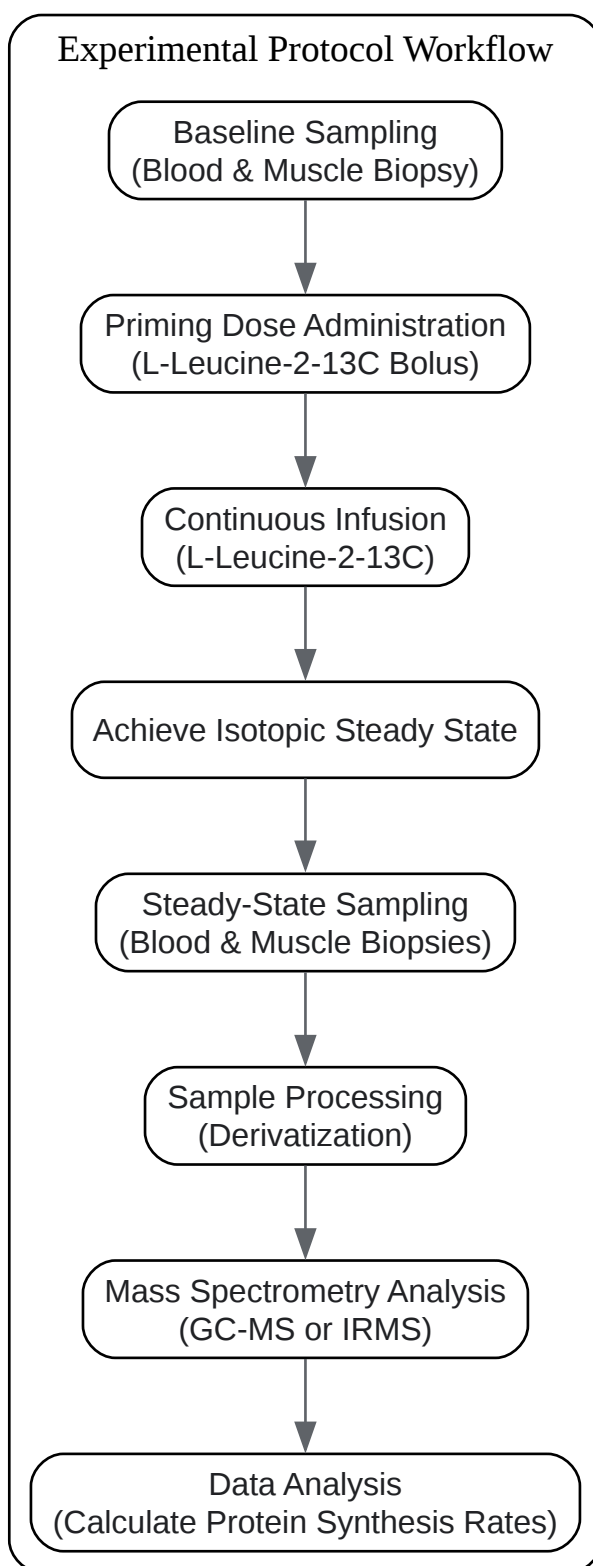 Experimental Protocol Workflow
Baseline Sampling
(Blood & Muscle Biopsy)
Priming Dose Administration
(L-Leucine-2-13C Bolus)
Continuous Infusion
(L-Leucine-2-13C)
Achieve Isotopic Steady State
Steady-State Sampling
(Blood & Muscle Biopsies)
Sample Processing
(Derivatization)
Mass Spectrometry Analysis
(GC-MS or IRMS)
Data Analysis
(Calculate Protein Synthesis Rates)